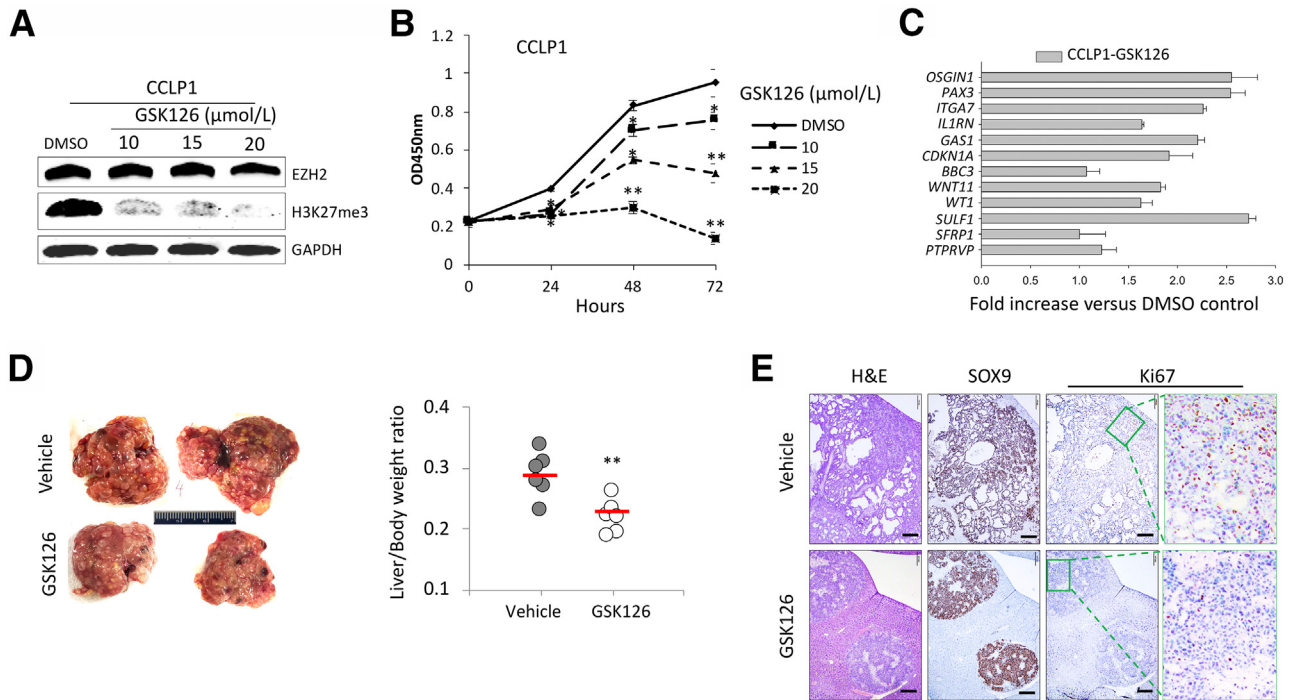 A
CCLP1
GSK126 (µmol/L)
DMSO 10 15 20
EZH2
H3K27me3
GAPDH
B
CCLP1
OD450nm
1.2
1
0.8
0.6
0.4
0.2
0
0 24 48 72
Hours
* * * * * ** * ** **
GSK126 (µmol/L)
DMSO
10
15
20
C
CCLP1-GSK126
OSGIN1
PAX3
ITGA7
IL1RN
GAS1
CDKN1A
BBC3
WNT11
WT1
SULF1
SFRP1
PTPRVP
0.0 0.5 1.0 1.5 2.0 2.5 3.0
Fold increase versus DMSO control
D
Vehicle
GSK126
4
Liver/Body weight ratio
0.4
0.3
0.2
0.1
**
Vehicle GSK126
E
H&E SOX9 Ki67
Vehicle
GSK126